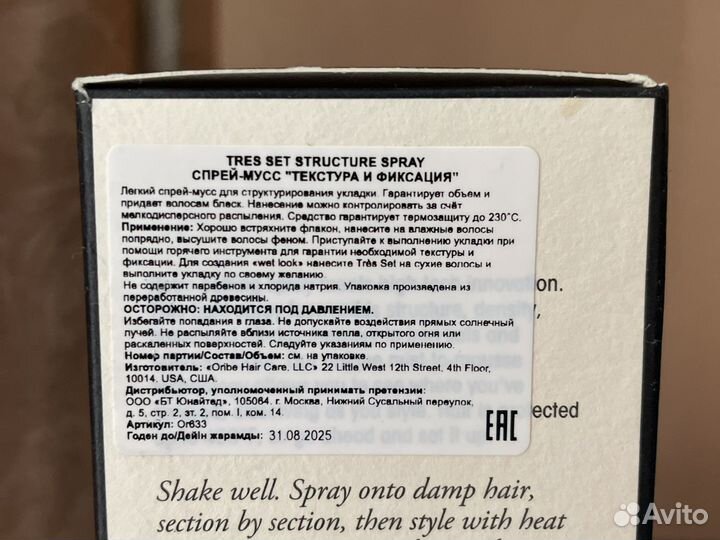 TRES SET STRUCTURE SPRAY
СПРЕЙ-МУСС "ТЕКСТУРА И ФИКСАЦИЯ"
Легкий спрей-мусс для структурирования укладки. Гарантирует объем и
придает волосам блеск. Нанесение можно контролировать за счёт
мелкодисперсного распыления. Средство гарантирует термозащиту до 230°С.
Применение: Хорошо встряхните флакон, нанесите на влажные волосы
попрядно, высушите волосы феном. Приступайте к выполнению укладки при
помощи горячего инструмента для гарантии необходимой текстуры и
фиксации. Для создания «wet look» нанесите Très Set на сухие волосы и
выполните укладку по своему желанию.
Не содержит парабенов и хлорида натрия. Упаковка произведена из
переработанной древесины.
ОСТОРОЖНО: НАХОДИТСЯ ПОД ДАВЛЕНИЕМ.
Избегайте попадания в глаза. Не допускайте воздействия прямых солнечный
лучей. Не распыляйте вблизи источника тепла, открытого огня или
раскаленных поверхностей. Следуйте указаниям по применению.
Номер партии/Состав/Объем: см. на упаковке.
Изготовитель: «Oribe Hair Care, LLC» 22 Little West 12th Street, 4th Floor,
10014. USA, США.
Дистрибьютор, уполномоченный принимать претензии:
ООО «БТ Юнайтед», 105064, г. Москва, Нижний Сусальный переулок,
д. 5, стр. 2, эт. 2, пом. I, ком. 14.
Артикул: Or633
Годен до/Дейiн жарамды: 31.08.2025
EAC
Shake well. Spray onto damp hair,
section by section, then style with heat
Avito